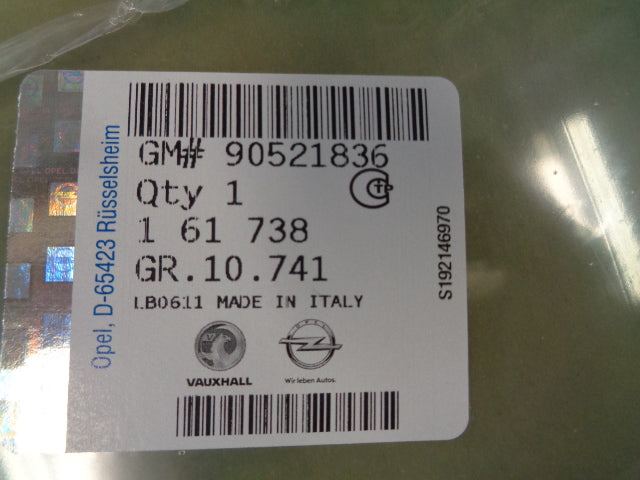 GM# 90521836
Qty 1
1 61 738
GR.10.741
LB0611 MADE IN ITALY
VAUXHALL
OPEL
Wir leben Autos.
Opel, D-65423 Rüsselsheim
S192146970